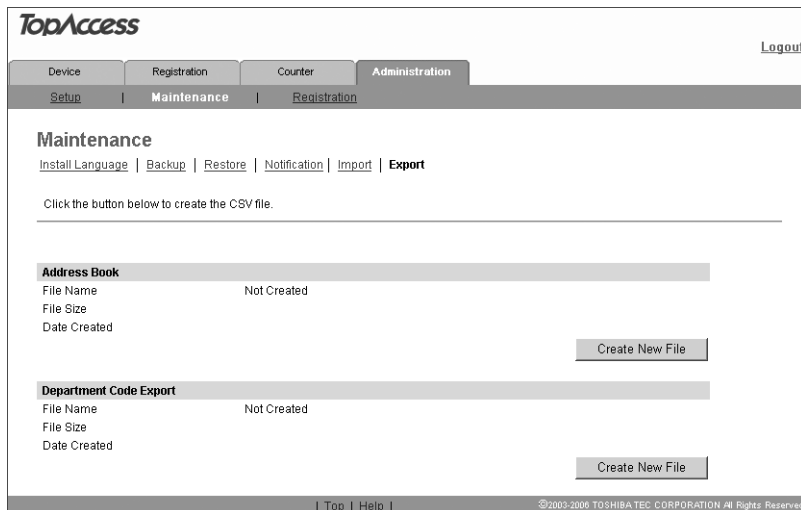 TopAccess
Logout
Device Registration Counter Administration
Setup | Maintenance | Registration
Maintenance
Install Language | Backup | Restore | Notification | Import | Export
Click the button below to create the CSV file.
Address Book
File Name Not Created
File Size
Date Created
Create New File
Department Code Export
File Name Not Created
File Size
Date Created
Create New File
| Top | Help |
©2003-2006 TOSHIBA TEC CORPORATION All Rights Reserved